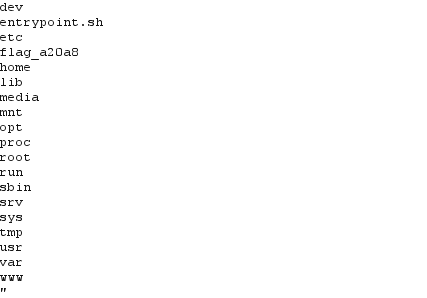 dev
entrypoint.sh
etc
flag_a20a8
home
lib
media
mnt
opt
proc
root
run
sbin
srv
sys
tmp
usr
var
www
"